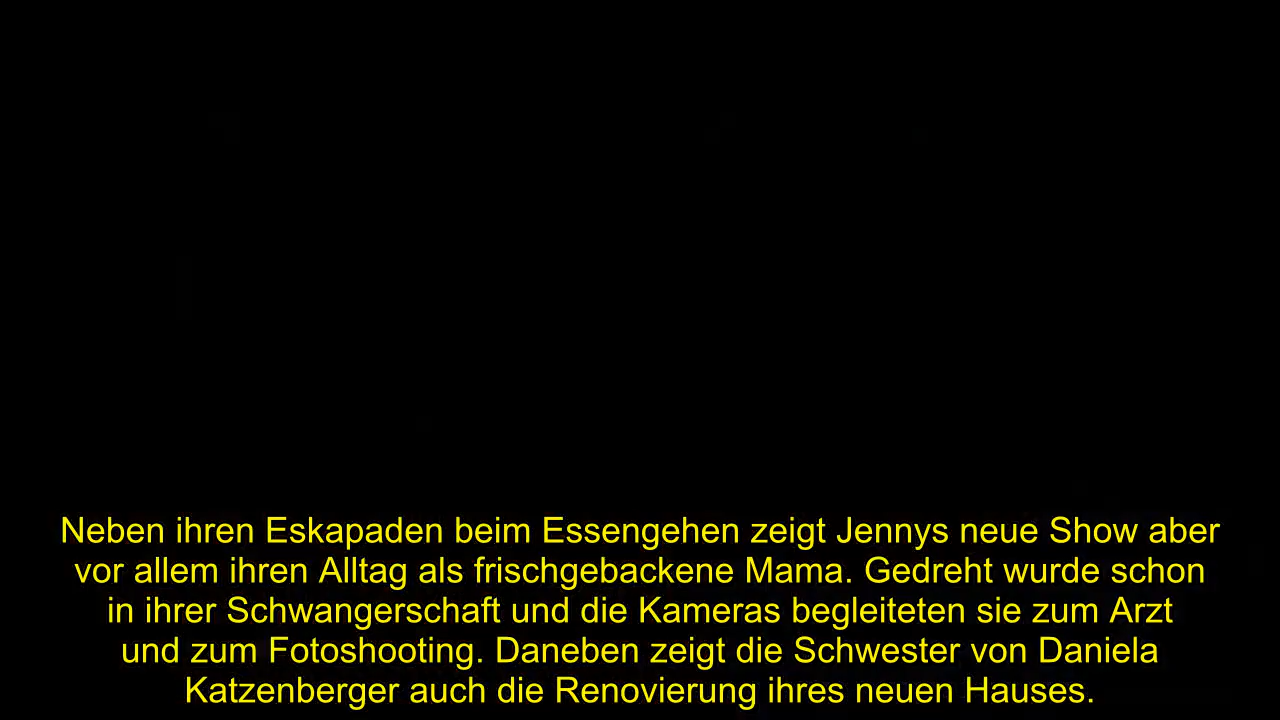 Neben ihren Eskapaden beim Essengehen zeigt Jennys neue Show aber
vor allem ihren Alltag als frischgebackene Mama. Gedreht wurde schon
in ihrer Schwangerschaft und die Kameras begleiteten sie zum Arzt
und zum Fotoshooting. Daneben zeigt die Schwester von Daniela
Katzenberger auch die Renovierung ihres neuen Hauses.